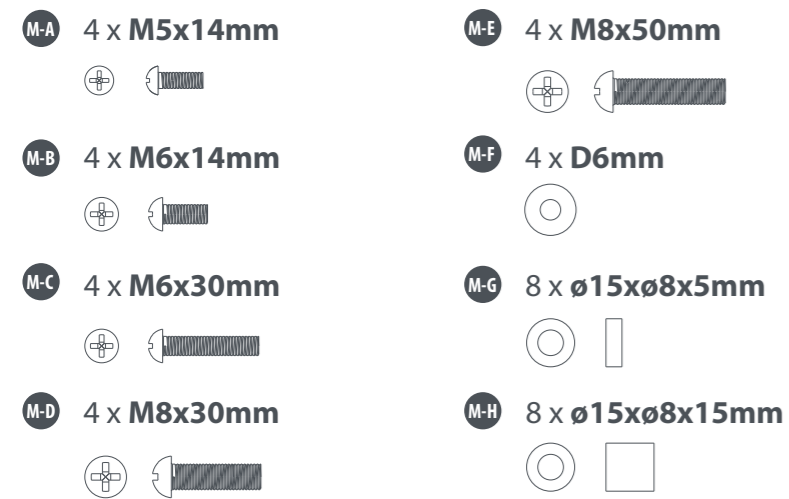 M-A 4 x M5x14mm
M-B 4 x M6x14mm
M-C 4 x M6x30mm
M-D 4 x M8x30mm
M-E 4 x M8x50mm
M-F 4 x D6mm
M-G 8 x ø15xø8x5mm
M-H 8 x ø15xø8x15mm